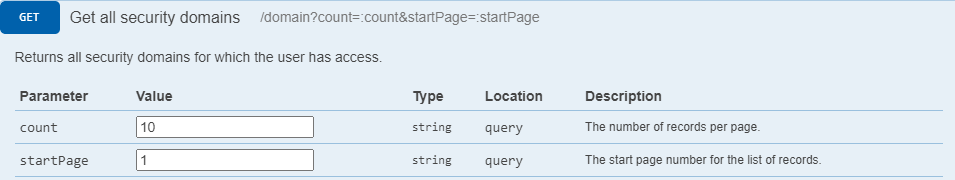 GET Get all security domains /domain?count=:count&startPage=:startPage
Returns all security domains for which the user has access.
Parameter Value Type Location Description
count 10 string query The number of records per page.
startPage 1 string query The start page number for the list of records.